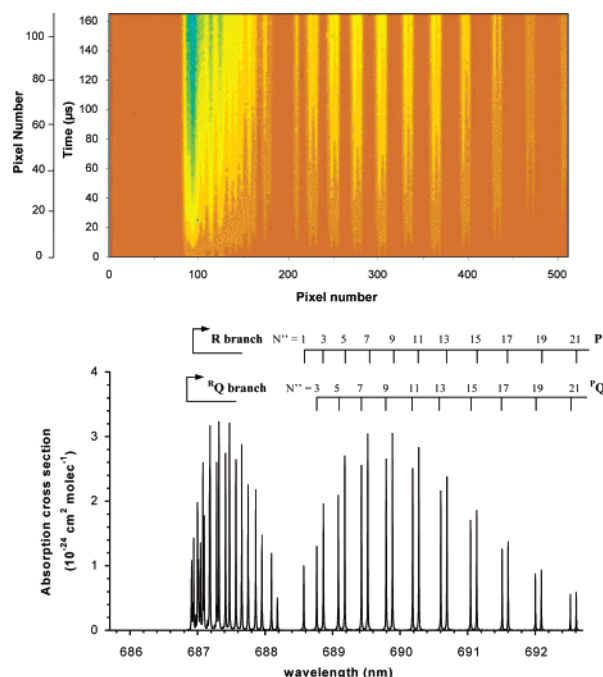 Pixel Number
Time (μs)
100
80
60
40
20
0
160
140
120
100
80
60
40
20
0
0 100 200 300 400 500
Pixel number
R branch
N'' = 1 3 5 7 9 11 13 15 17 19 21 P
ᴿQ branch
N'' = 3 5 7 9 11 13 15 17 19 21 ᴾQ
Absorption cross section
(10⁻²⁴ cm² molec⁻¹)
4
3
2
1
0
686 687 688 689 690 691 692
wavelength (nm)